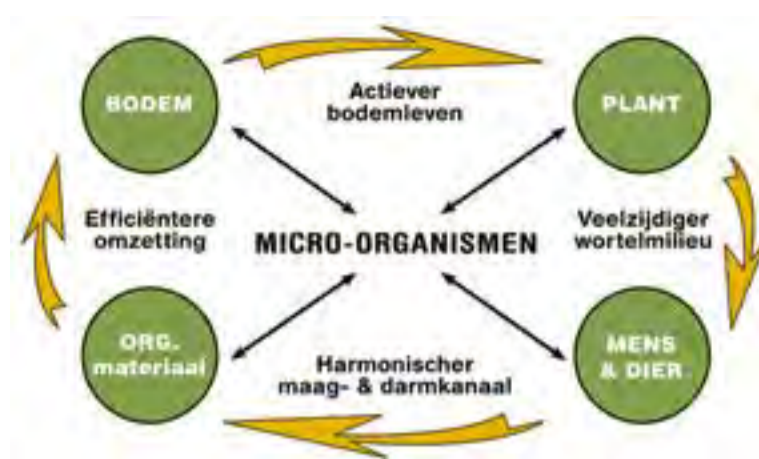 BODEM
Actiever
bodemleven
PLANT
Efficiëntere
omzetting
MICRO-ORGANISMEN
Veelzijdiger
wortelmilieu
ORG.
materiaal
Harmonischer
maag- & darmkanaal
MENS
& DIER